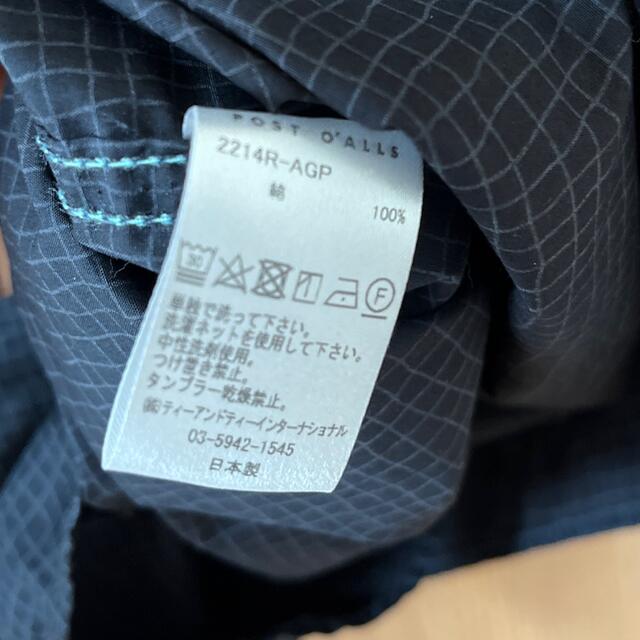 POST O'ALLS
2214R-AGP
綿 100%
単独で洗って下さい。
洗濯ネットを使用して下さい。
中性洗剤使用。
つけ置き禁止。
タンブラー乾燥禁止。
㈱ティーアンドティーインターナショナル
03-5942-1545
日本製